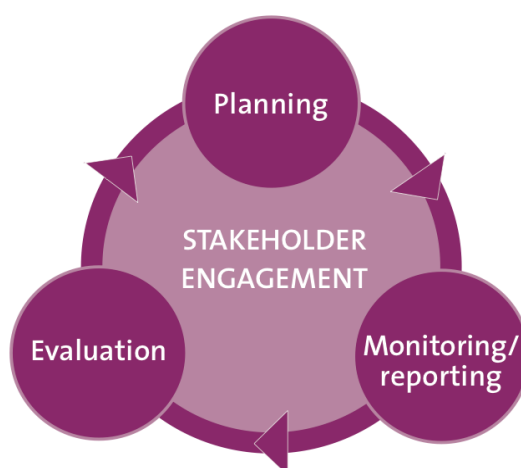 Planning
STAKEHOLDER
ENGAGEMENT
Evaluation
Monitoring/
reporting